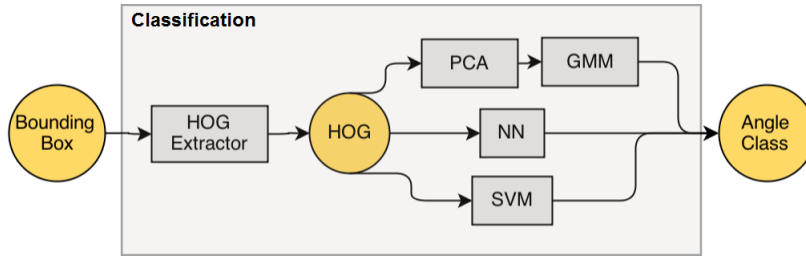 Classification
Bounding
Box
HOG
Extractor
HOG
PCA
GMM
NN
SVM
Angle
Class